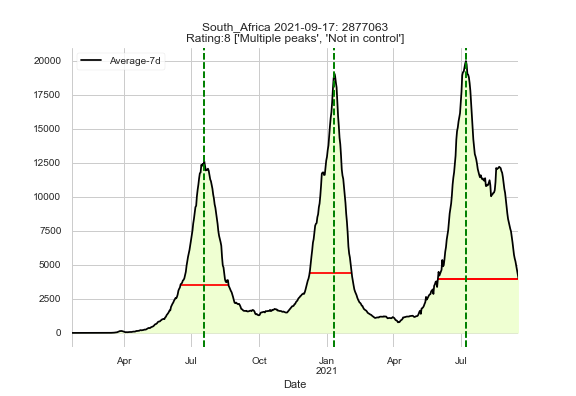 South_Africa 2021-09-17: 2877063
Rating:8 ['Multiple peaks', 'Not in control']
Average-7d
20000
17500
15000
12500
10000
7500
5000
2500
0
Apr Jul Oct Jan Apr Jul
2021
Date